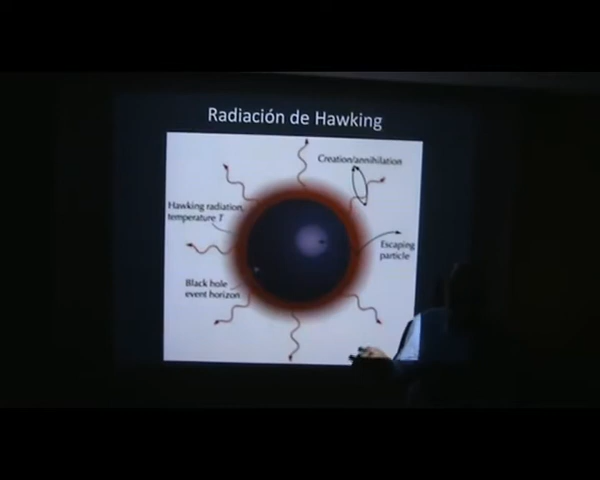 Radiación de Hawking
Creation/annihilation
Hawking radiation,
temperature T
Escaping
particle
Black hole
event horizon